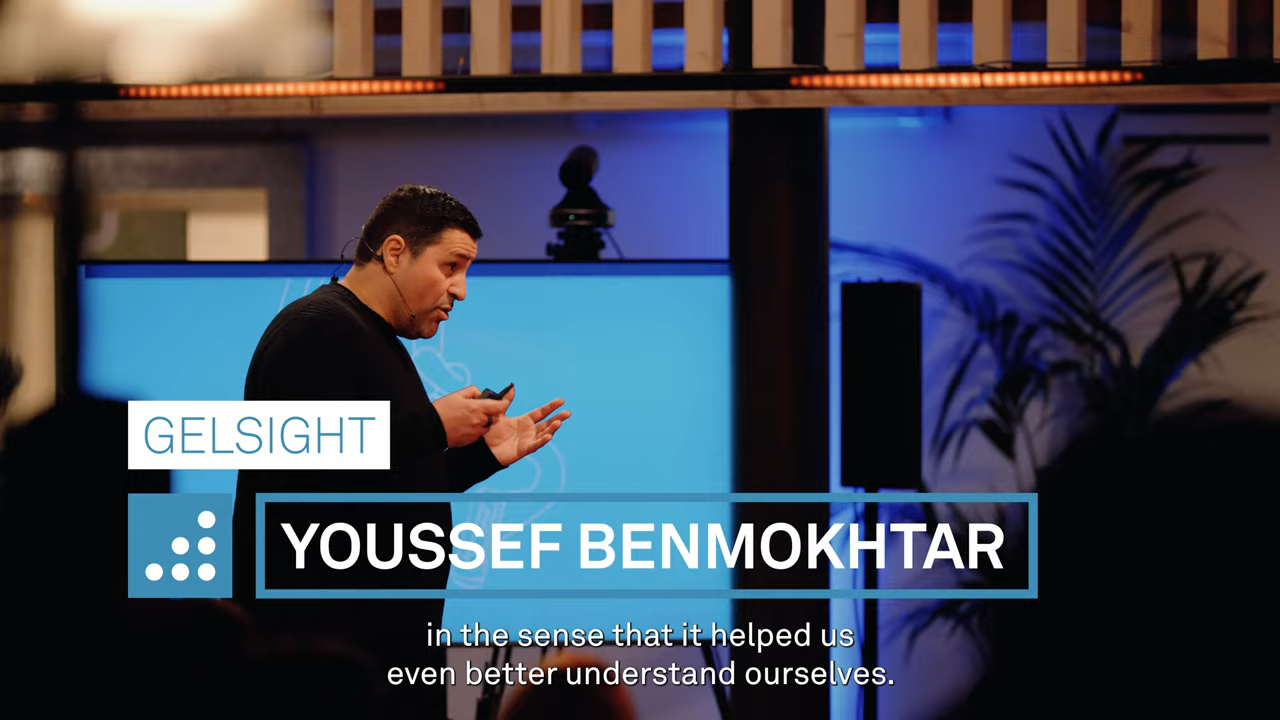 GELSIGHT
YOUSSEF BENMOKHTAR
in the sense that it helped us
even better understand ourselves.